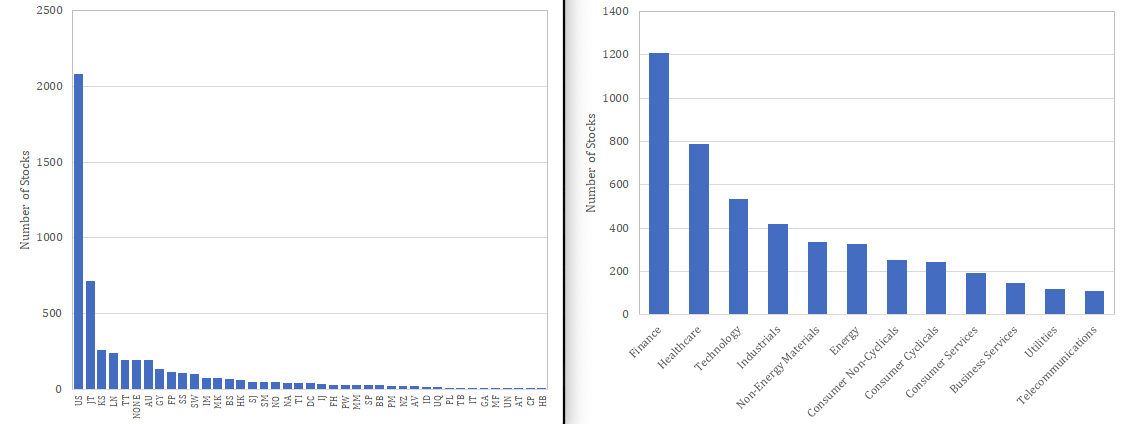 2500
2000
1500
1000
500
0
Number of Stocks
US JT KS LN TT NONE AU GY FP SS SW IM MK BS HK SJ SM NO NA TI DC IJ FH PW MM SP BB PM NZ AV ID UQ PL TB IT GA MF UN AT CP HB
1400
1200
1000
800
600
400
200
0
Number of Stocks
Finance
Healthcare
Technology
Industrials
Non-Energy Materials
Energy
Consumer Non-Cyclicals
Consumer Cyclicals
Consumer Services
Business Services
Utilities
Telecommunications